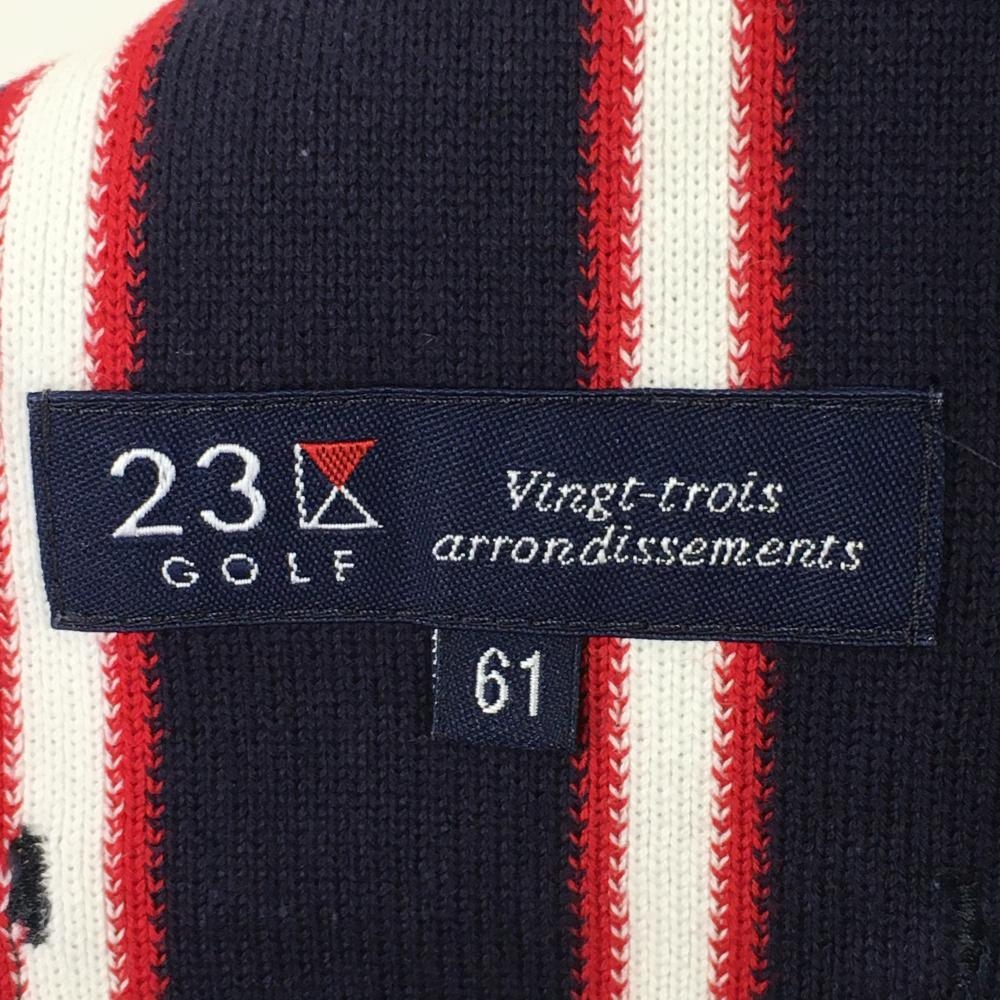 23
GOLF
Vingt-trois
arrondissements
61